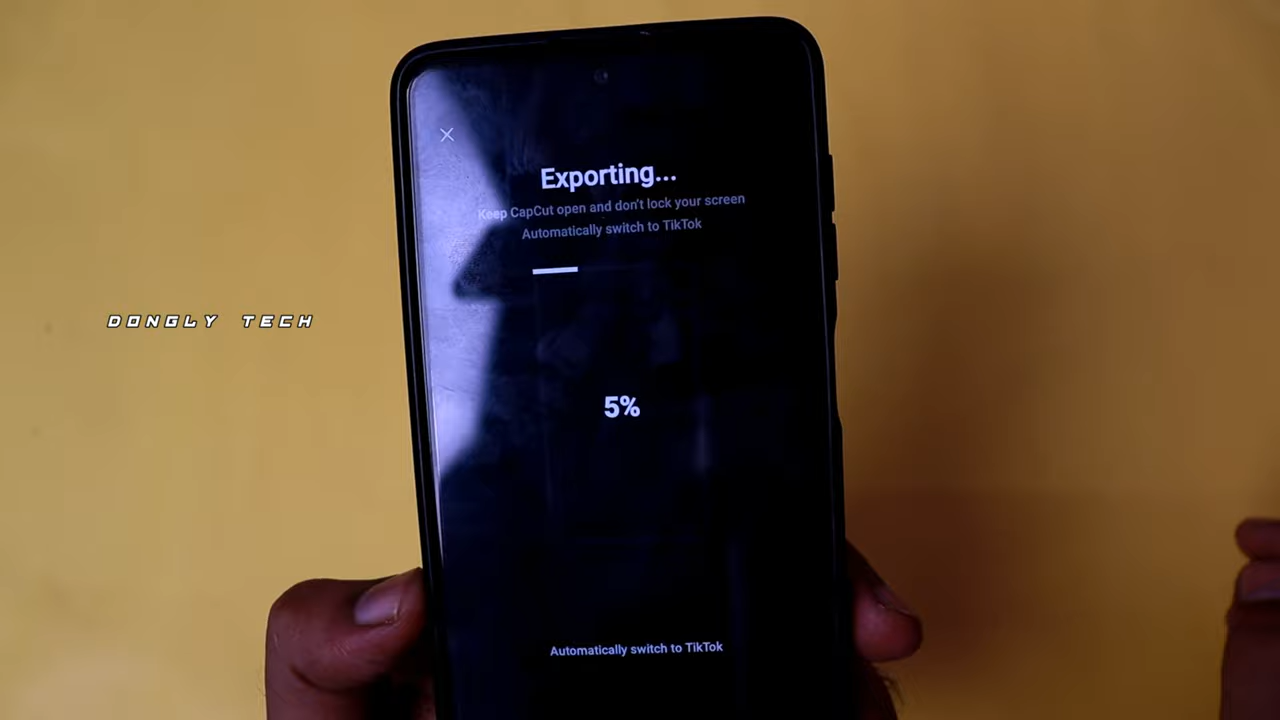 Exporting...
Keep CapCut open and don't lock your screen
Automatically switch to TikTok
DONGLY TECH
5%
Automatically switch to TikTok